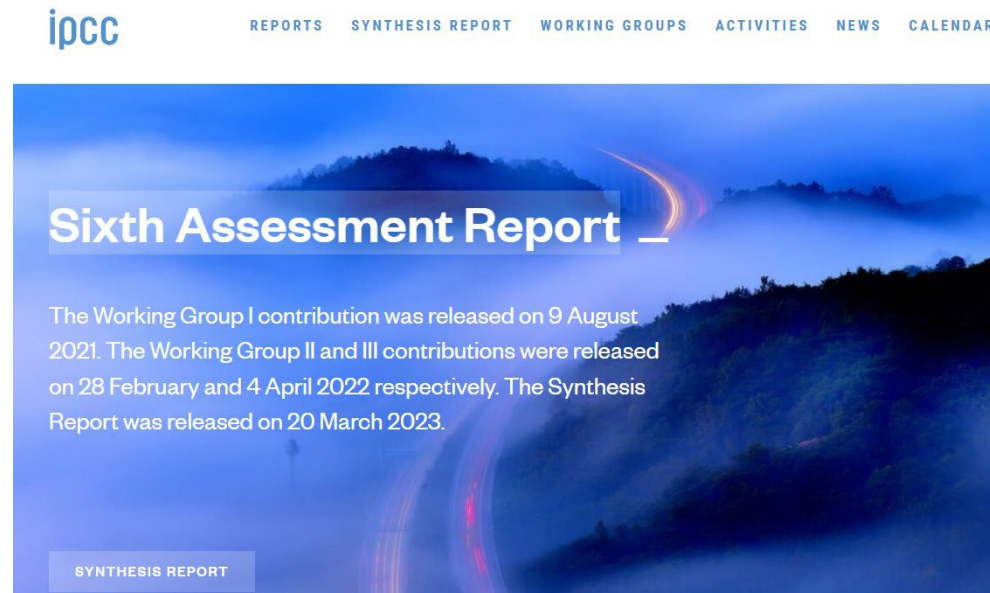 ipcc
REPORTS SYNTHESIS REPORT WORKING GROUPS ACTIVITIES NEWS CALENDAR
Sixth Assessment Report _
The Working Group I contribution was released on 9 August
2021. The Working Group II and III contributions were released
on 28 February and 4 April 2022 respectively. The Synthesis
Report was released on 20 March 2023.
SYNTHESIS REPORT